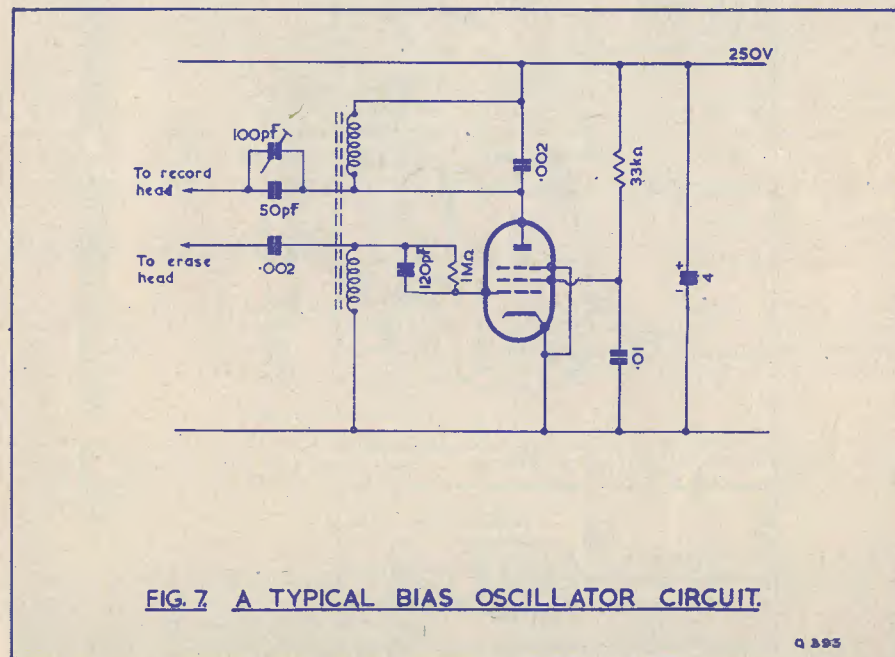 250V
100pf
.002
33kΩ
To record
head
50pf
To erase
head
.002
120pf
1MΩ
+
4
-
.01
FIG. 7. A TYPICAL BIAS OSCILLATOR CIRCUIT.